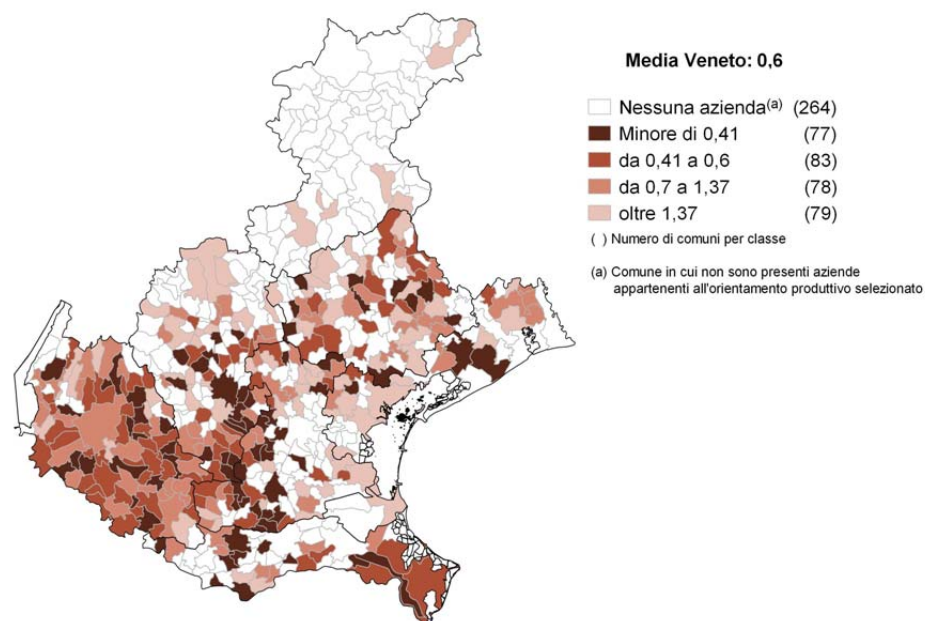 Media Veneto: 0,6
Nessuna azienda(a) (264)
Minore di 0,41 (77)
da 0,41 a 0,6 (83)
da 0,7 a 1,37 (78)
oltre 1,37 (79)
( ) Numero di comuni per classe
(a) Comune in cui non sono presenti aziende
appartenenti all'orientamento produttivo selezionato